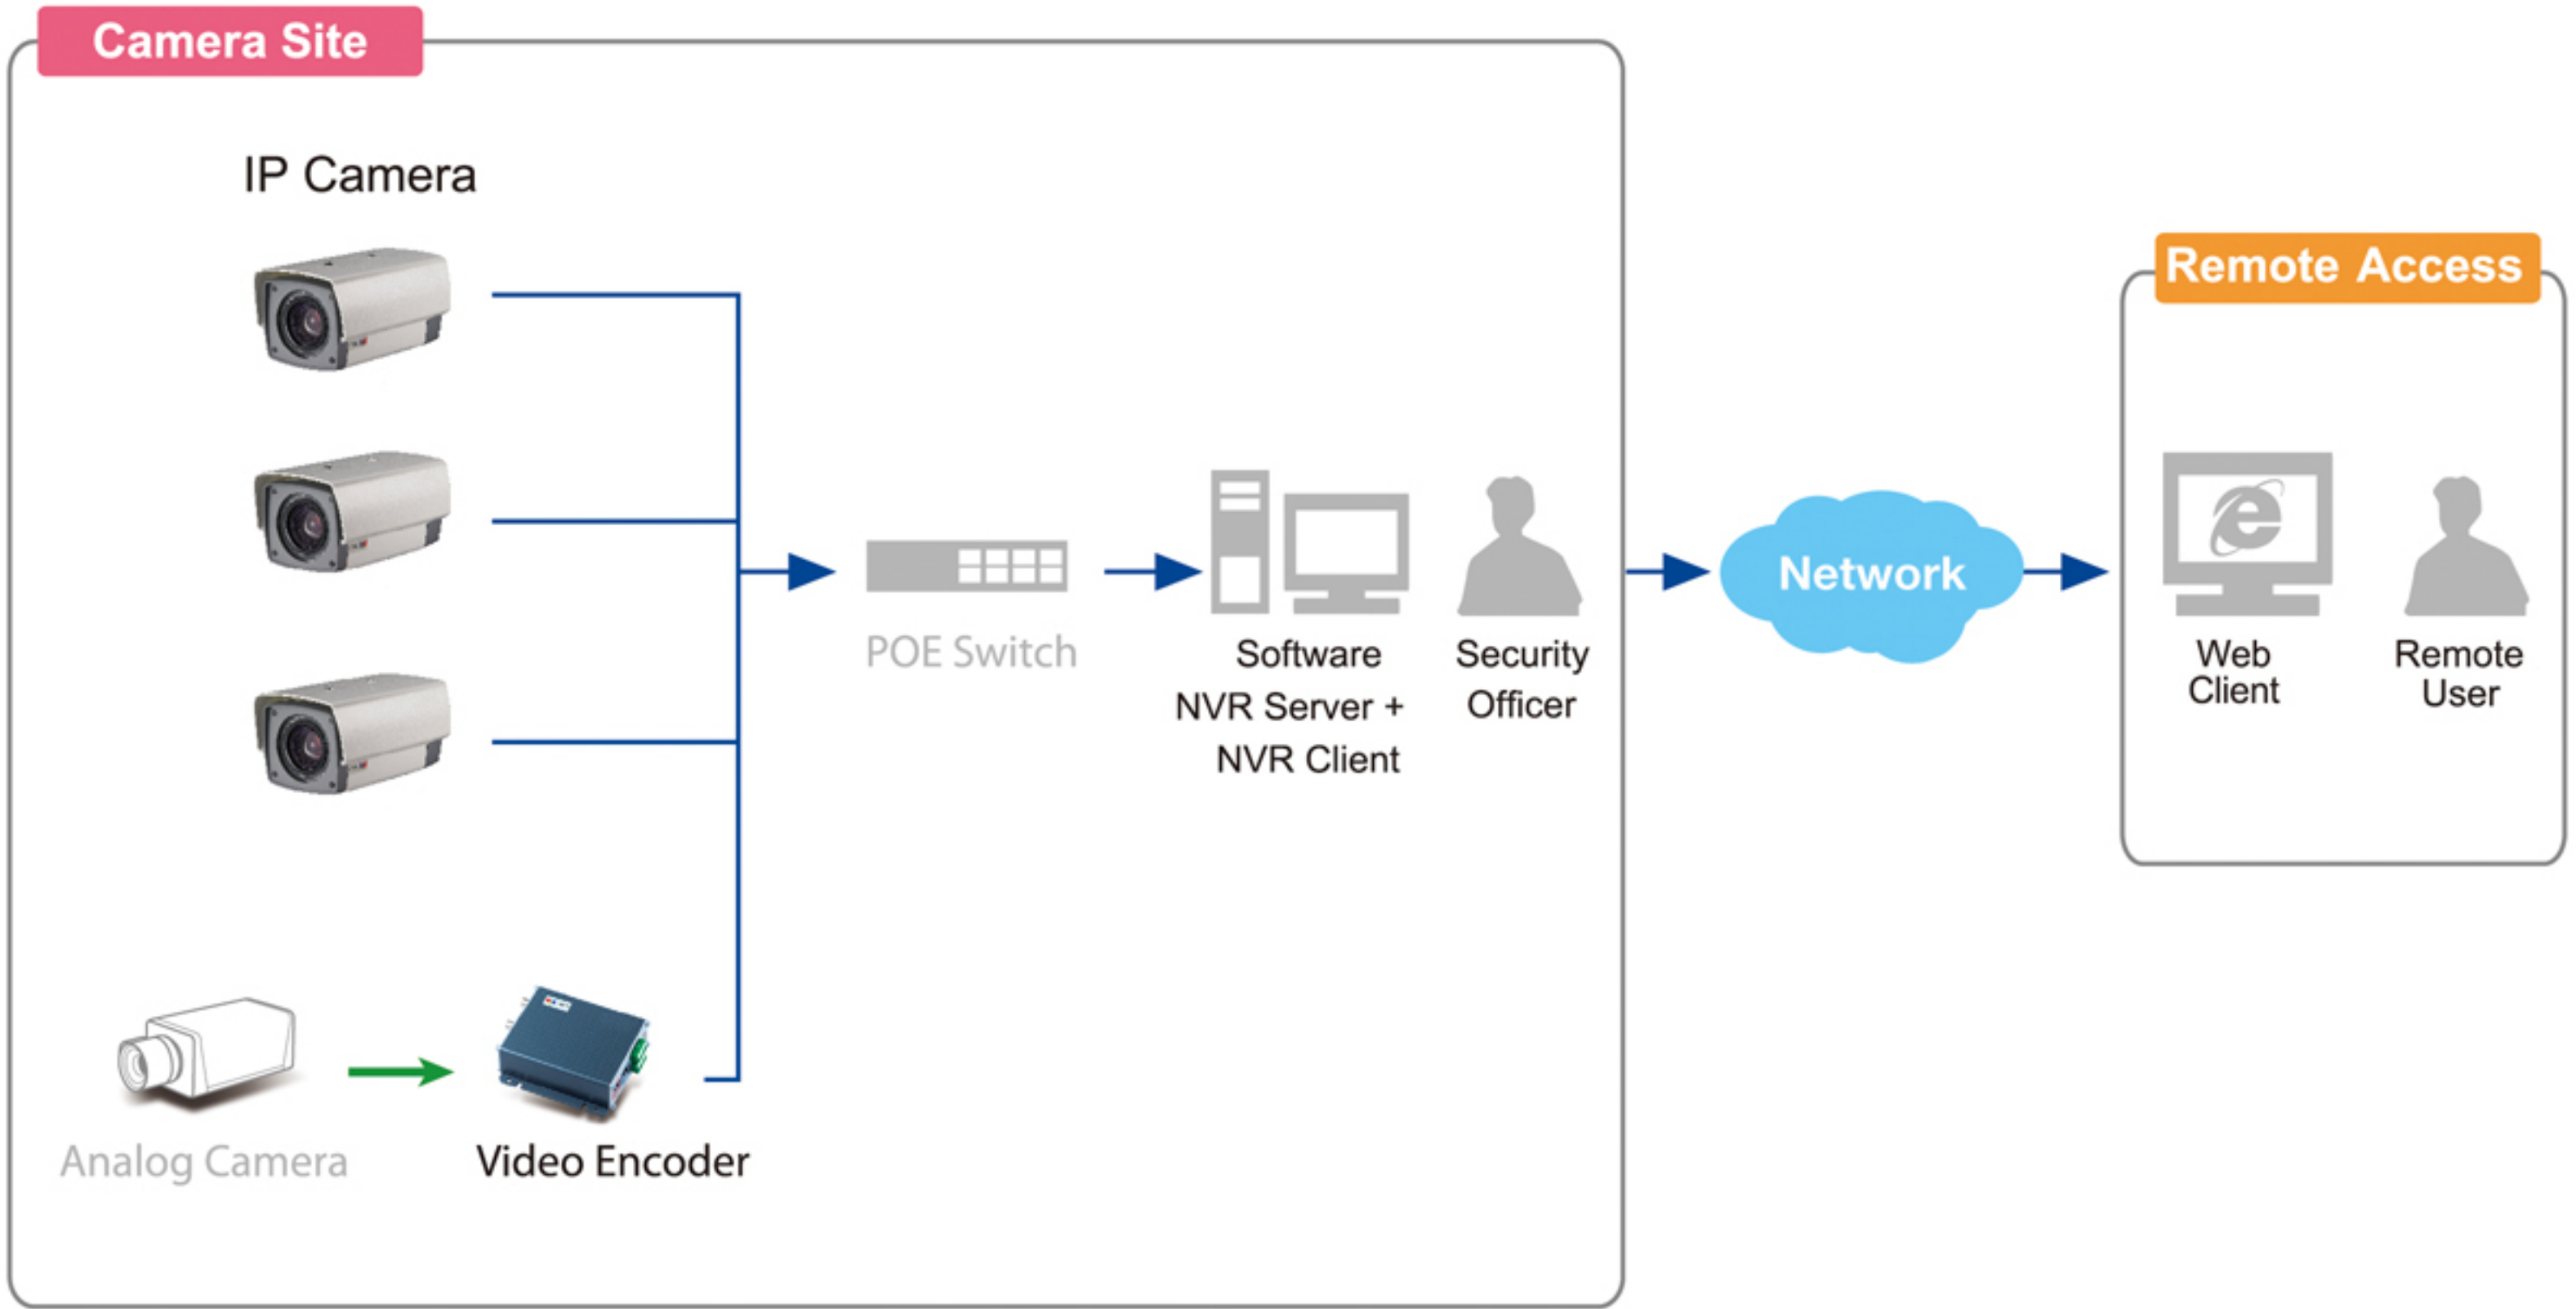 Camera Site
IP Camera
Remote Access
Network
POE Switch
Software
NVR Server +
NVR Client
Security
Officer
Web
Client
Remote
User
Analog Camera
Video Encoder